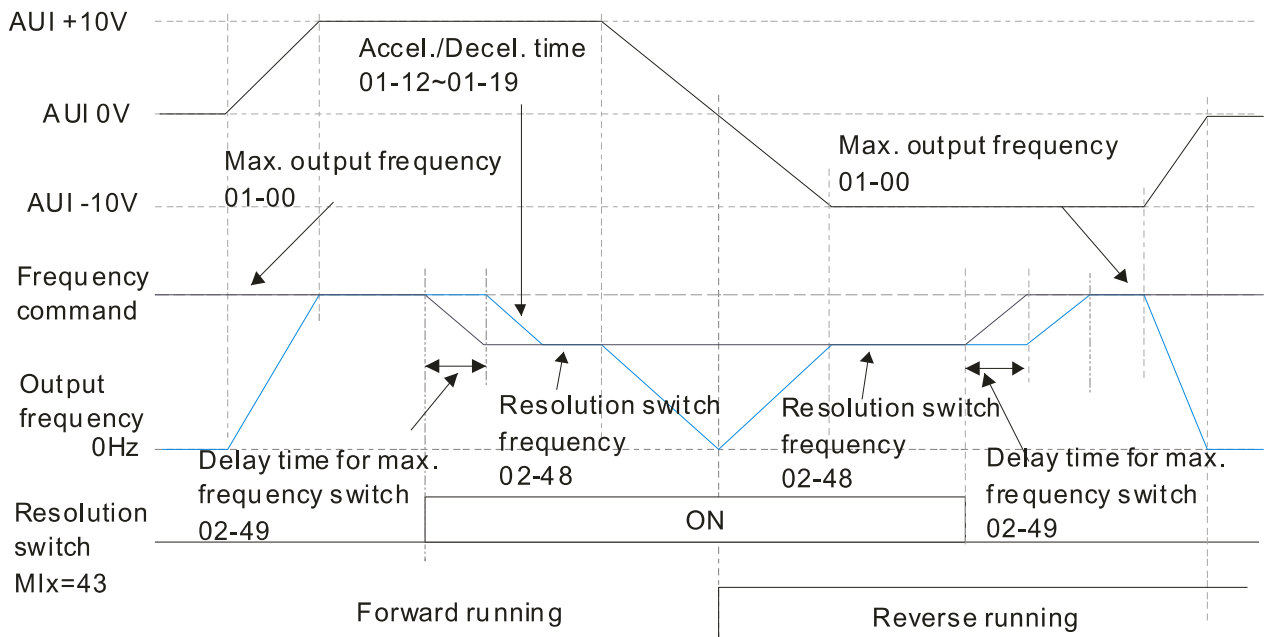 AUI +10V
Accel./Decel. time
01-12~01-19
AUI 0V
Max. output frequency
01-00
Max. output frequency
01-00
AUI -10V
Frequency
command
Output
frequency
0Hz
Resolution switch
frequency
02-48
Resolution switch
frequency
02-48
Delay time for max.
frequency switch
02-49
Delay time for max.
frequency switch
02-49
Resolution
switch
MIx=43
ON
Forward running
Reverse running